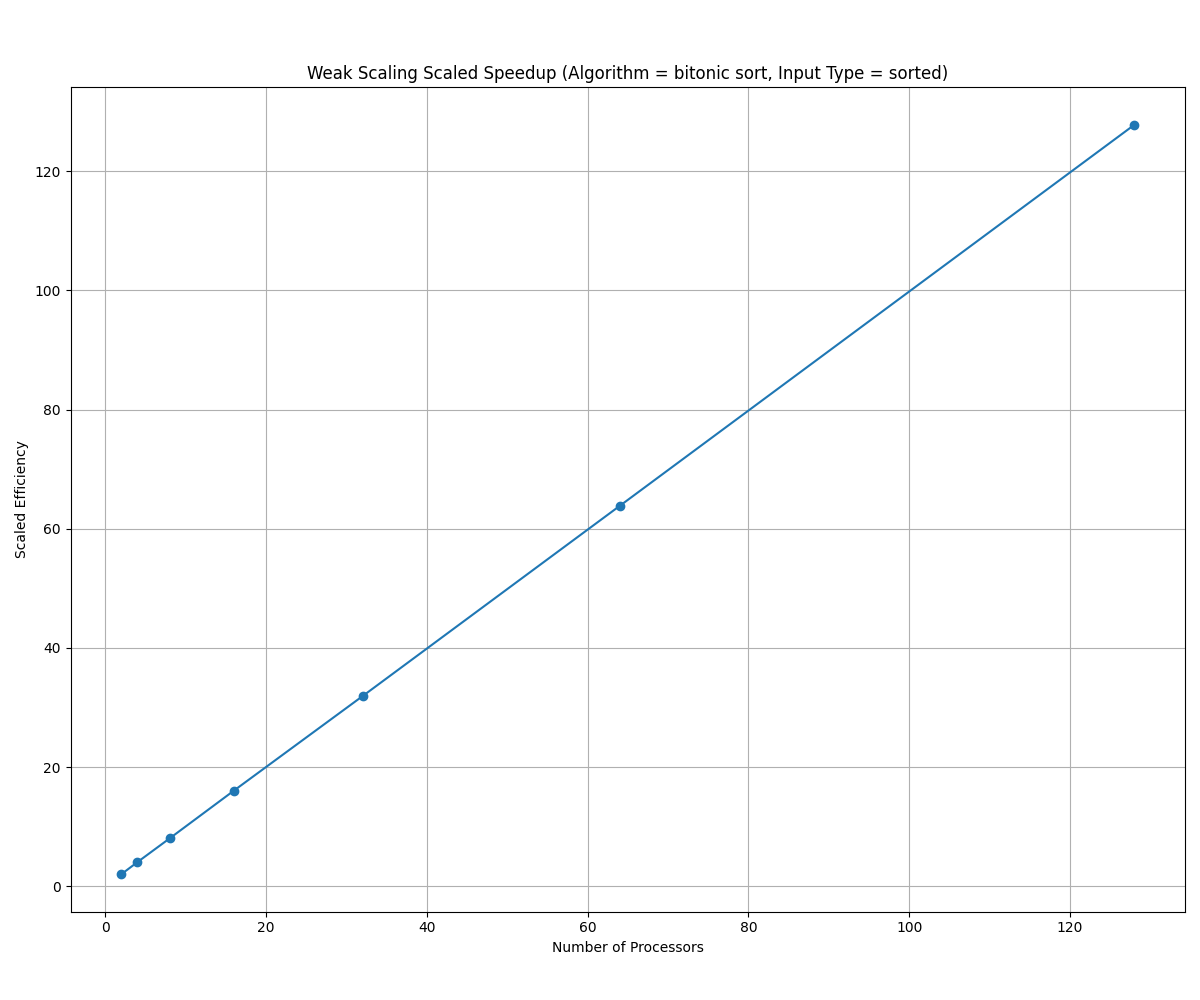 Weak Scaling Scaled Speedup (Algorithm = bitonic sort, Input Type = sorted)
Scaled Efficiency
120
100
80
60
40
20
0
0 20 40 60 80 100 120
Number of Processors